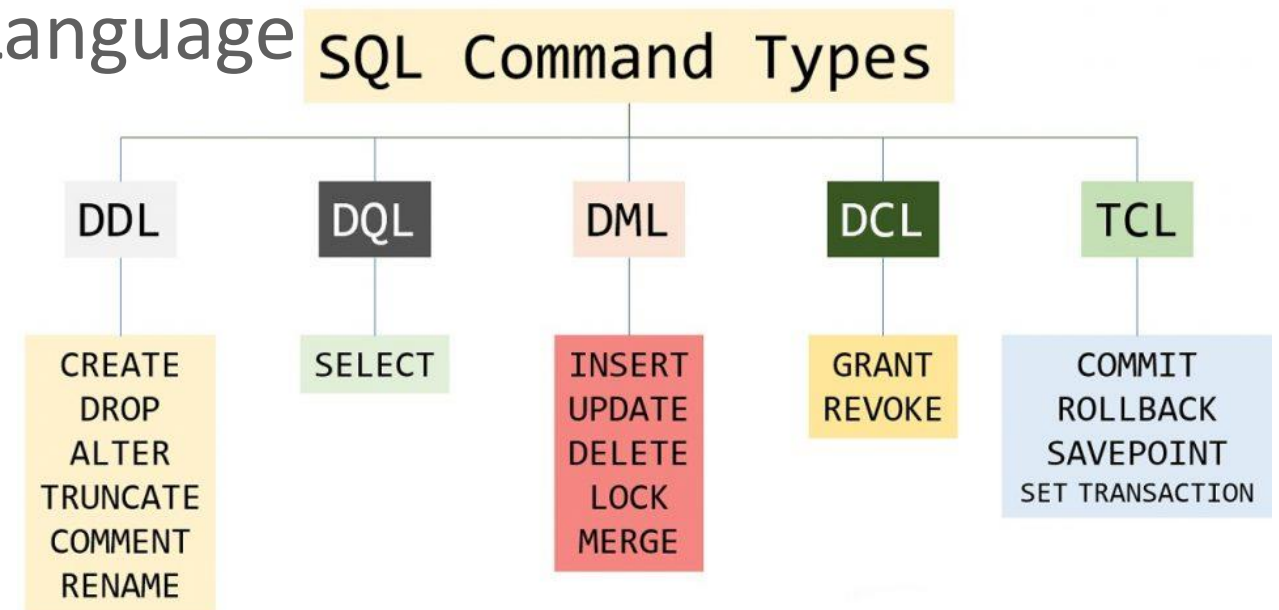 Language
SQL Command Types
DDL
DQL
DML
DCL
TCL
CREATE
DROP
ALTER
TRUNCATE
COMMENT
RENAME
SELECT
INSERT
UPDATE
DELETE
LOCK
MERGE
GRANT
REVOKE
COMMIT
ROLLBACK
SAVEPOINT
SET TRANSACTION